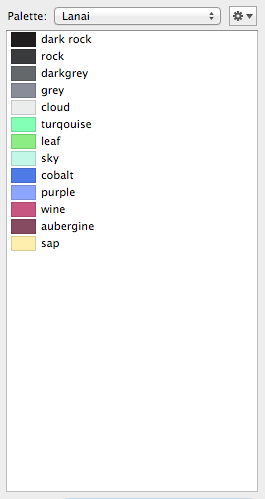 Palette: Lanai
dark rock
rock
darkgrey
grey
cloud
turqouise
leaf
sky
cobalt
purple
wine
aubergine
sap